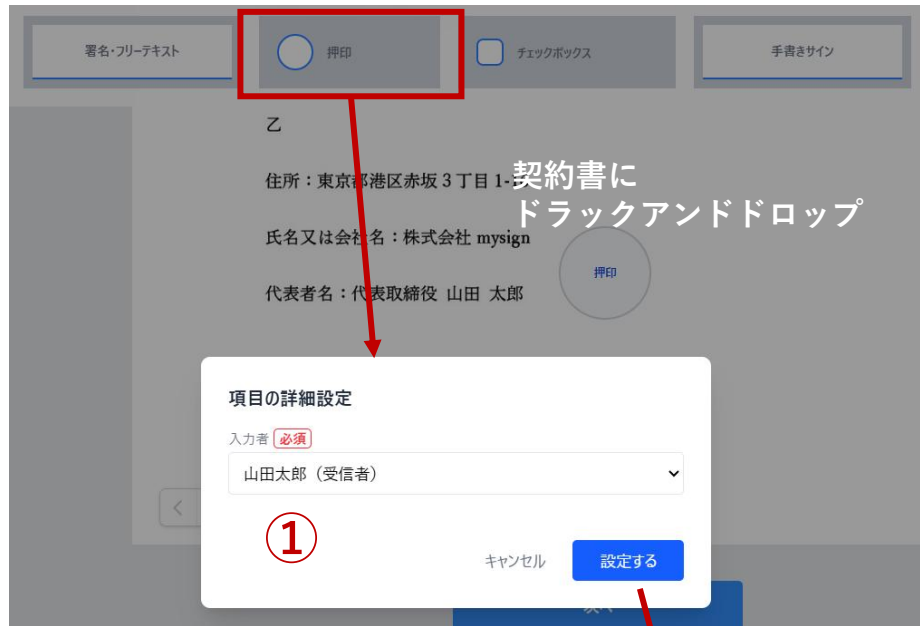 署名・フリーテキスト
押印
チェックボックス
手書きサイン
乙
契約書に
住所：東京都港区赤坂３丁目 1-
ドラックアンドドロップ
氏名又は会社名：株式会社 mysign
押印
代表者名：代表取締役 山田 太郎
項目の詳細設定
入力者 必須
山田太郎（受信者）
①
キャンセル
設定する